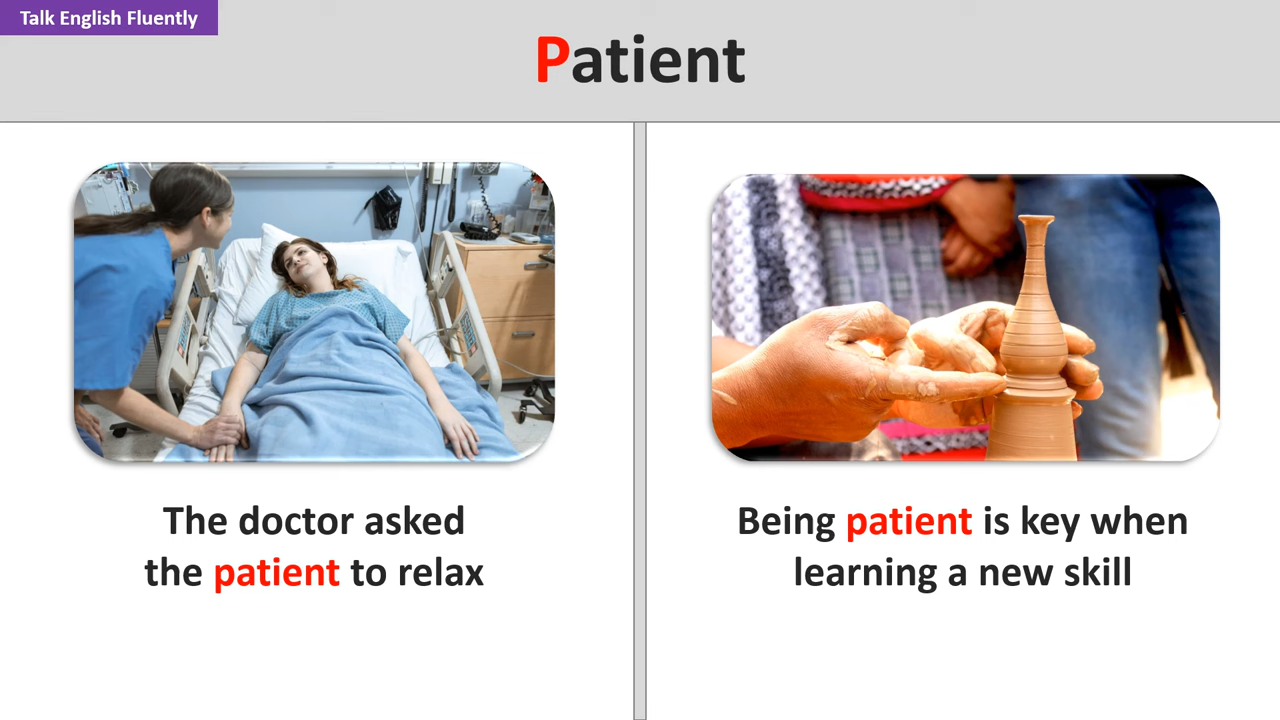 Talk English Fluently
Patient
The doctor asked
the patient to relax
Being patient is key when
learning a new skill